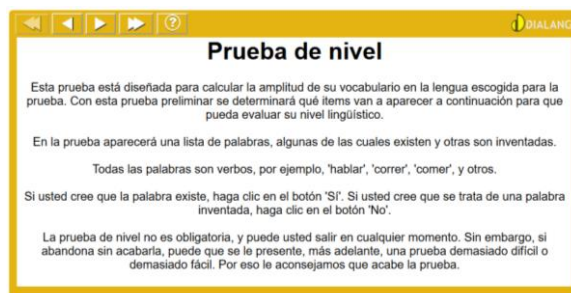 DIALANG
Prueba de nivel
Esta prueba está diseñada para calcular la amplitud de su vocabulario en la lengua escogida para la
prueba. Con esta prueba preliminar se determinará qué items van a aparecer a continuación para que
pueda evaluar su nivel lingüístico.
En la prueba aparecerá una lista de palabras, algunas de las cuales existen y otras son inventadas.
Todas las palabras son verbos, por ejemplo, 'hablar', 'correr', 'comer', y otros.
Si usted cree que la palabra existe, haga clic en el botón 'Sí'. Si usted cree que se trata de una palabra
inventada, haga clic en el botón 'No'.
La prueba de nivel no es obligatoria, y puede usted salir en cualquier momento. Sin embargo, si
abandona sin acabarla, puede que se le presente, más adelante, una prueba demasiado difícil o
demasiado fácil. Por eso le aconsejamos que acabe la prueba.